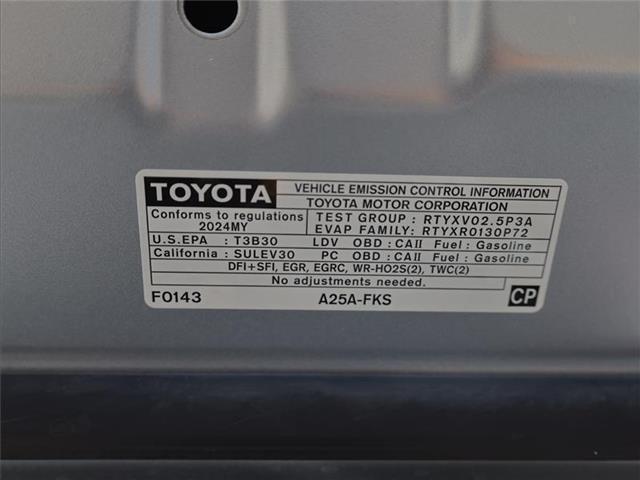 TOYOTA VEHICLE EMISSION CONTROL INFORMATION
TOYOTA MOTOR CORPORATION
Conforms to regulations
2024MY
TEST GROUP : RTYXV02.5P3A
EVAP FAMILY: RTYXR0130P72
U.S.EPA : T3B30 LDV OBD : CAII Fuel : Gasoline
California : SULEV30 PC OBD : CAII Fuel : Gasoline
DFI+SFI, EGR, EGRC, WR-HO2S(2), TWC(2)
No adjustments needed.
F0143 A25A-FKS CP